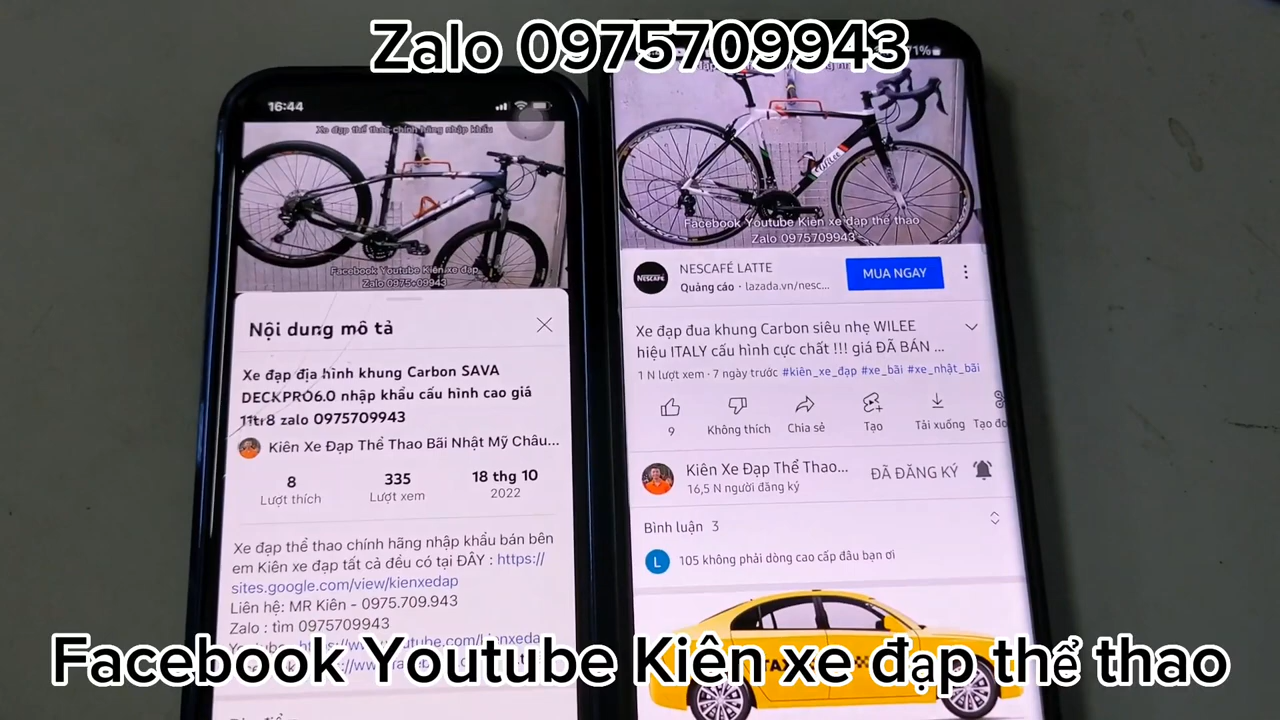 Zalo 0975709943
16:44
Xe đạp thể thao chính hãng nhập khẩu
Facebook Youtube Kiên xe đạp
Nội dung mô tả
Xe đạp địa hình khung Carbon SAVA
DECKPRO6.0 nhập khẩu cấu hình cao giá
11tr8 zalo 0975709943
Kiên Xe Đạp Thể Thao Bãi Nhật Mỹ Châu...
8
Lượt thích
335
Lượt xem
18 thg 10
2022
Xe đạp thể thao chính hãng nhập khẩu bán bên
em Kiên xe đạp tất cả đều có tại ĐÂY : https://
sites.google.com/view/kienxedap
Liên hệ: MR Kiên - 0975.709.943
Zalo : tìm 0975709943
71%
Facebook Youtube Kiên xe đạp thể thao
Zalo 0975709943
NESCAFÉ
NESCAFÉ LATTE
Quảng cáo · lazada.vn/nesc...
MUA NGAY
Xe đạp đua khung Carbon siêu nhẹ WILEE
hiệu ITALY cấu hình cực chất !!! giá ĐÃ BÁN ...
1 N lượt xem · 7 ngày trước #kiên_xe_đạp #xe_bãi #xe_nhật_bãi
9
Không thích
Chia sẻ
Tạo
Tải xuống
Kiên Xe Đạp Thể Thao...
16,5 N người đăng ký
ĐÃ ĐĂNG KÝ
Bình luận 3
L
105 không phải dòng cao cấp đâu bạn ơi
Facebook Youtube Kiên xe đạp thể thao